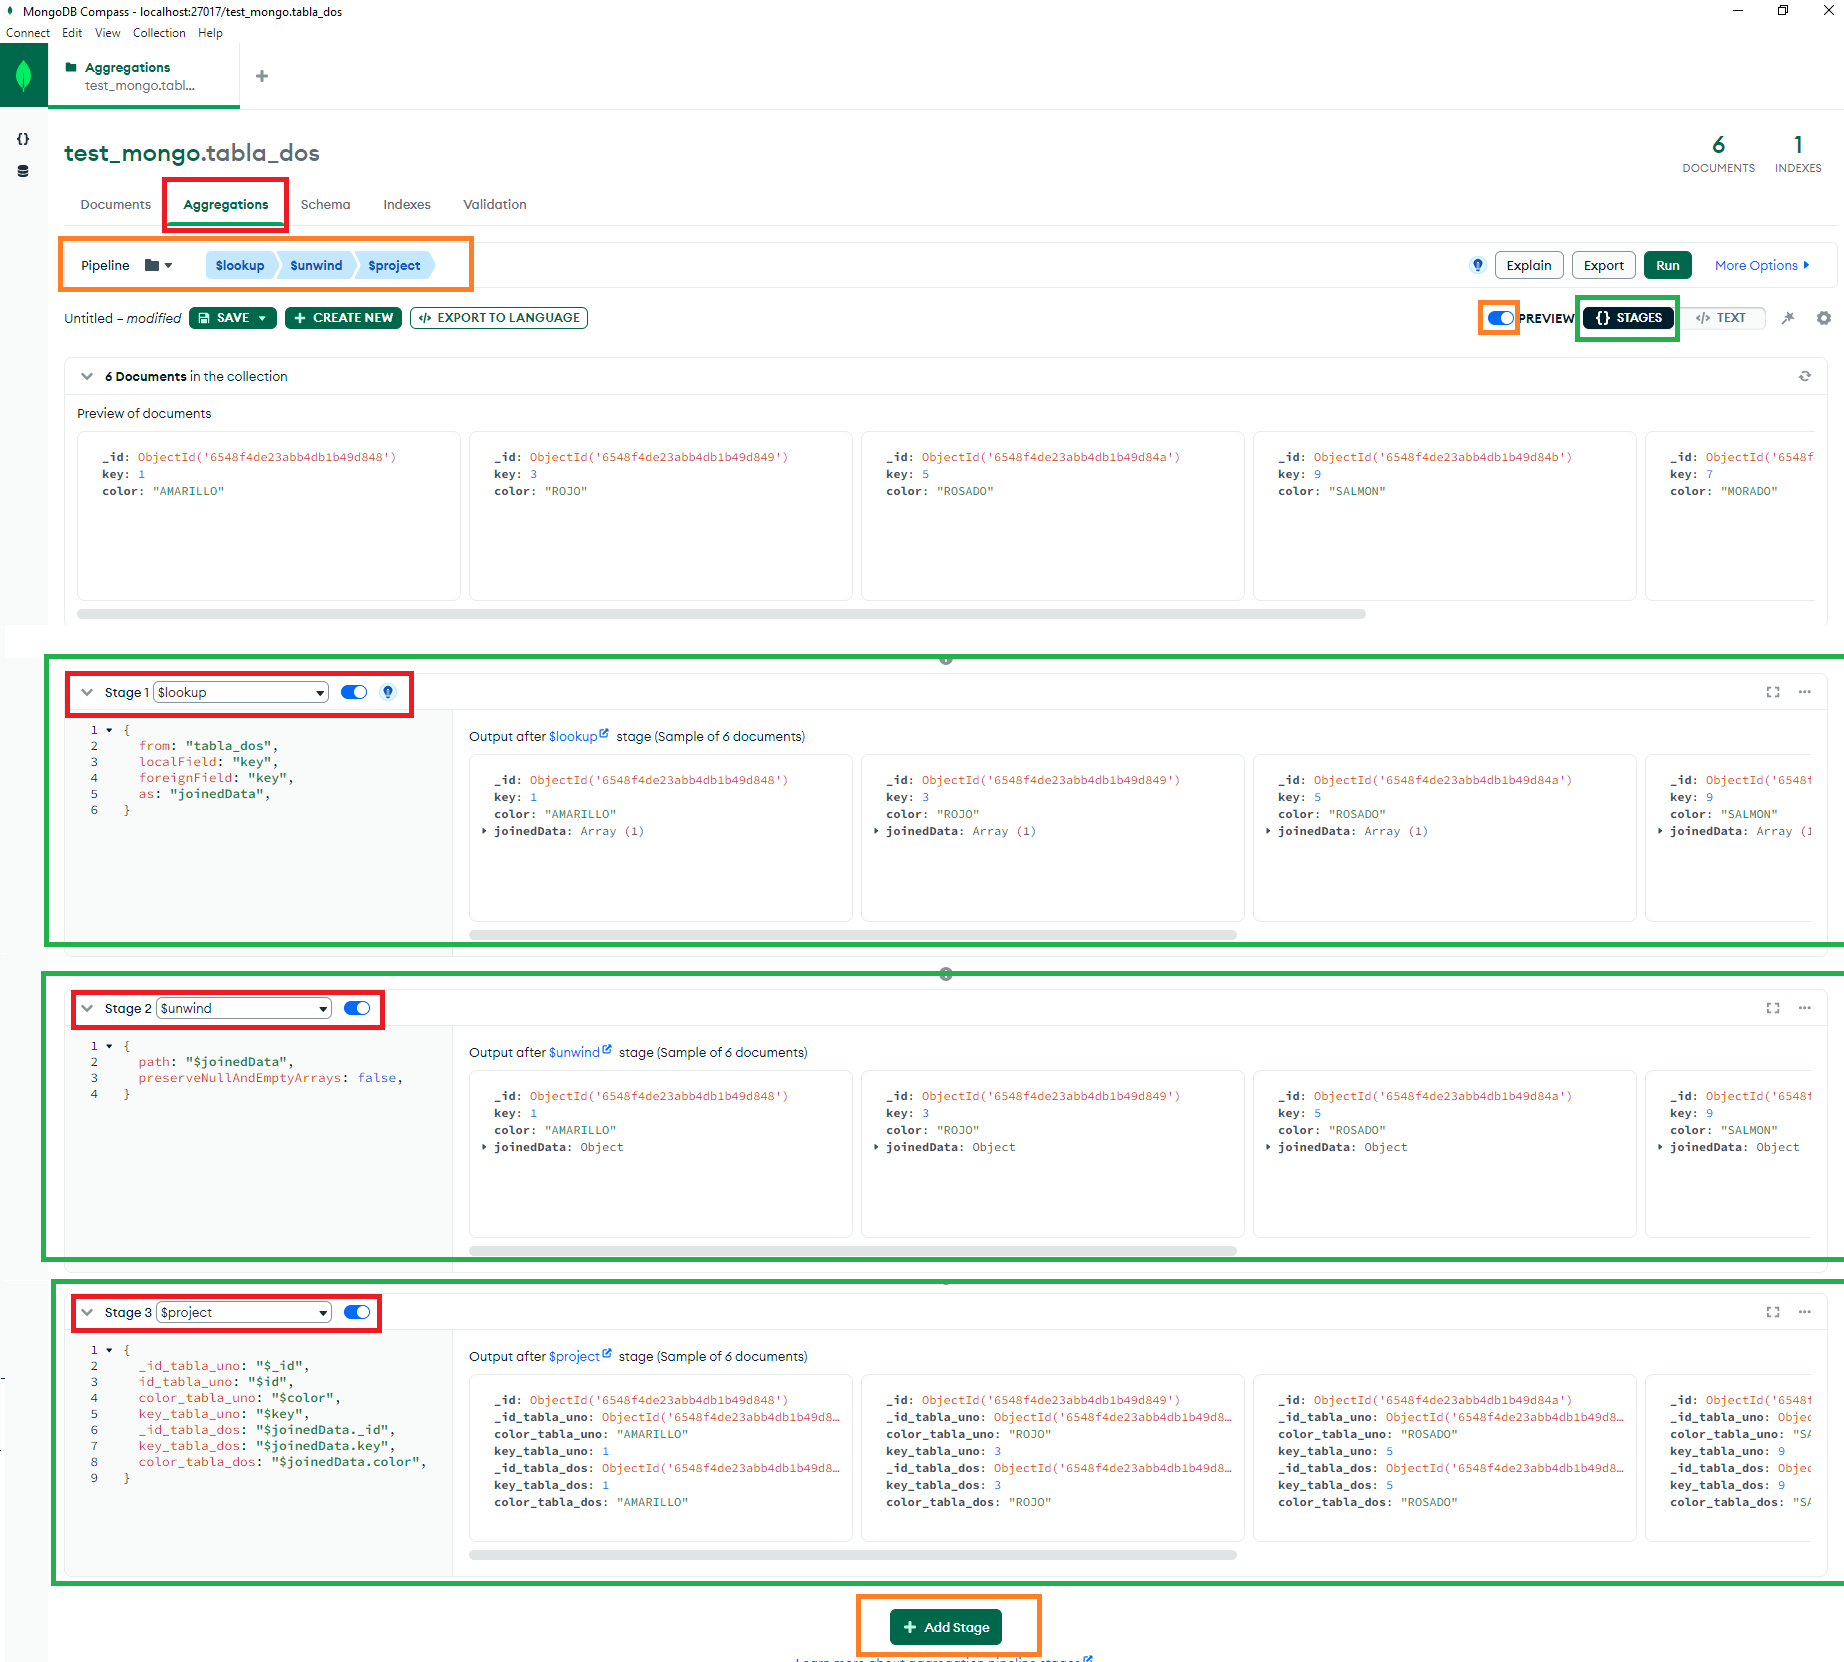 MongoDB Compass - localhost:27017/test_mongo.tabla_dos
Connect Edit View Collection Help
Aggregations
test_mongo.tabl...
test_mongo.tabla_dos
6
DOCUMENTS
1
INDEXES
Documents Aggregations Schema Indexes Validation
Pipeline $lookup $unwind $project Explain Export Run More Options
Untitled – modified SAVE CREATE NEW EXPORT TO LANGUAGE PREVIEW {} STAGES </> TEXT
6 Documents in the collection
Preview of documents
_id: ObjectId('6548f4de23abb4db1b49d848')
key: 1
color: "AMARILLO"
_id: ObjectId('6548f4de23abb4db1b49d849')
key: 3
color: "ROJO"
_id: ObjectId('6548f4de23abb4db1b49d84a')
key: 5
color: "ROSADO"
_id: ObjectId('6548f4de23abb4db1b49d84b')
key: 9
color: "SALMON"
_id: ObjectId('6548f
key: 7
color: "MORADO"
Stage 1 $lookup
1 {
2 from: "tabla_dos",
3 localField: "key",
4 foreignField: "key",
5 as: "joinedData",
6 }
Output after $lookup stage (Sample of 6 documents)
_id: ObjectId('6548f4de23abb4db1b49d848')
key: 1
color: "AMARILLO"
joinedData: Array (1)
_id: ObjectId('6548f4de23abb4db1b49d849')
key: 3
color: "ROJO"
joinedData: Array (1)
_id: ObjectId('6548f4de23abb4db1b49d84a')
key: 5
color: "ROSADO"
joinedData: Array (1)
_id: ObjectId('6548f
key: 9
color: "SALMON"
joinedData: Array (1
Stage 2 $unwind
1 {
2 path: "$joinedData",
3 preserveNullAndEmptyArrays: false,
4 }
Output after $unwind stage (Sample of 6 documents)
_id: ObjectId('6548f4de23abb4db1b49d848')
key: 1
color: "AMARILLO"
joinedData: Object
_id: ObjectId('6548f4de23abb4db1b49d849')
key: 3
color: "ROJO"
joinedData: Object
_id: ObjectId('6548f4de23abb4db1b49d84a')
key: 5
color: "ROSADO"
joinedData: Object
_id: ObjectId('6548f
key: 9
color: "SALMON"
joinedData: Object
Stage 3 $project
1 {
2 _id_tabla_uno: "$_id",
3 id_tabla_uno: "$id",
4 color_tabla_uno: "$color",
5 key_tabla_uno: "$key",
6 _id_tabla_dos: "$joinedData._id",
7 key_tabla_dos: "$joinedData.key",
8 color_tabla_dos: "$joinedData.color",
9 }
Output after $project stage (Sample of 6 documents)
_id: ObjectId('6548f4de23abb4db1b49d848')
_id_tabla_uno: ObjectId('6548f4de23abb4db1b49d8…
color_tabla_uno: "AMARILLO"
key_tabla_uno: 1
_id_tabla_dos: ObjectId('6548f4de23abb4db1b49d8…
key_tabla_dos: 1
color_tabla_dos: "AMARILLO"
_id: ObjectId('6548f4de23abb4db1b49d849')
_id_tabla_uno: ObjectId('6548f4de23abb4db1b49d8…
color_tabla_uno: "ROJO"
key_tabla_uno: 3
_id_tabla_dos: ObjectId('6548f4de23abb4db1b49d8…
key_tabla_dos: 3
color_tabla_dos: "ROJO"
_id: ObjectId('6548f4de23abb4db1b49d84a')
_id_tabla_uno: ObjectId('6548f4de23abb4db1b49d8…
color_tabla_uno: "ROSADO"
key_tabla_uno: 5
_id_tabla_dos: ObjectId('6548f4de23abb4db1b49d8…
key_tabla_dos: 5
color_tabla_dos: "ROSADO"
_id: ObjectId('6548f
_id_tabla_uno: Objec
color_tabla_uno: "SA
key_tabla_uno: 9
_id_tabla_dos: Objec
key_tabla_dos: 9
color_tabla_dos: "SA
Add Stage
Learn more about aggregation pipeline stages